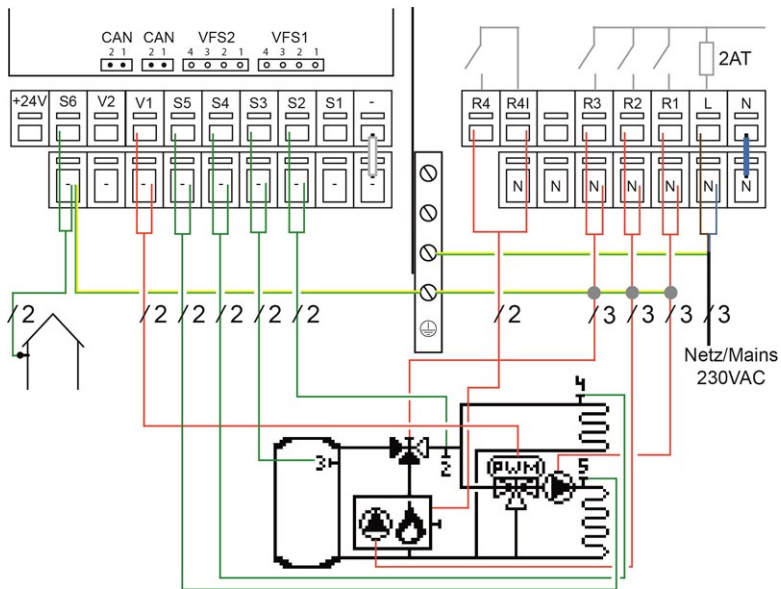 CAN CAN VFS2 VFS1
2 1 2 1 4 3 2 1 4 3 2 1
2AT
+24V S6 V2 V1 S5 S4 S3 S2 S1 - R4 R4I R3 R2 R1 L N
- - - - - - - - - N N N N N N N
/2 /2 /2 /2 /2 /2 /2 /3 /3 /3 /3
Netz/Mains
230VAC
4
3 2 PWM 5